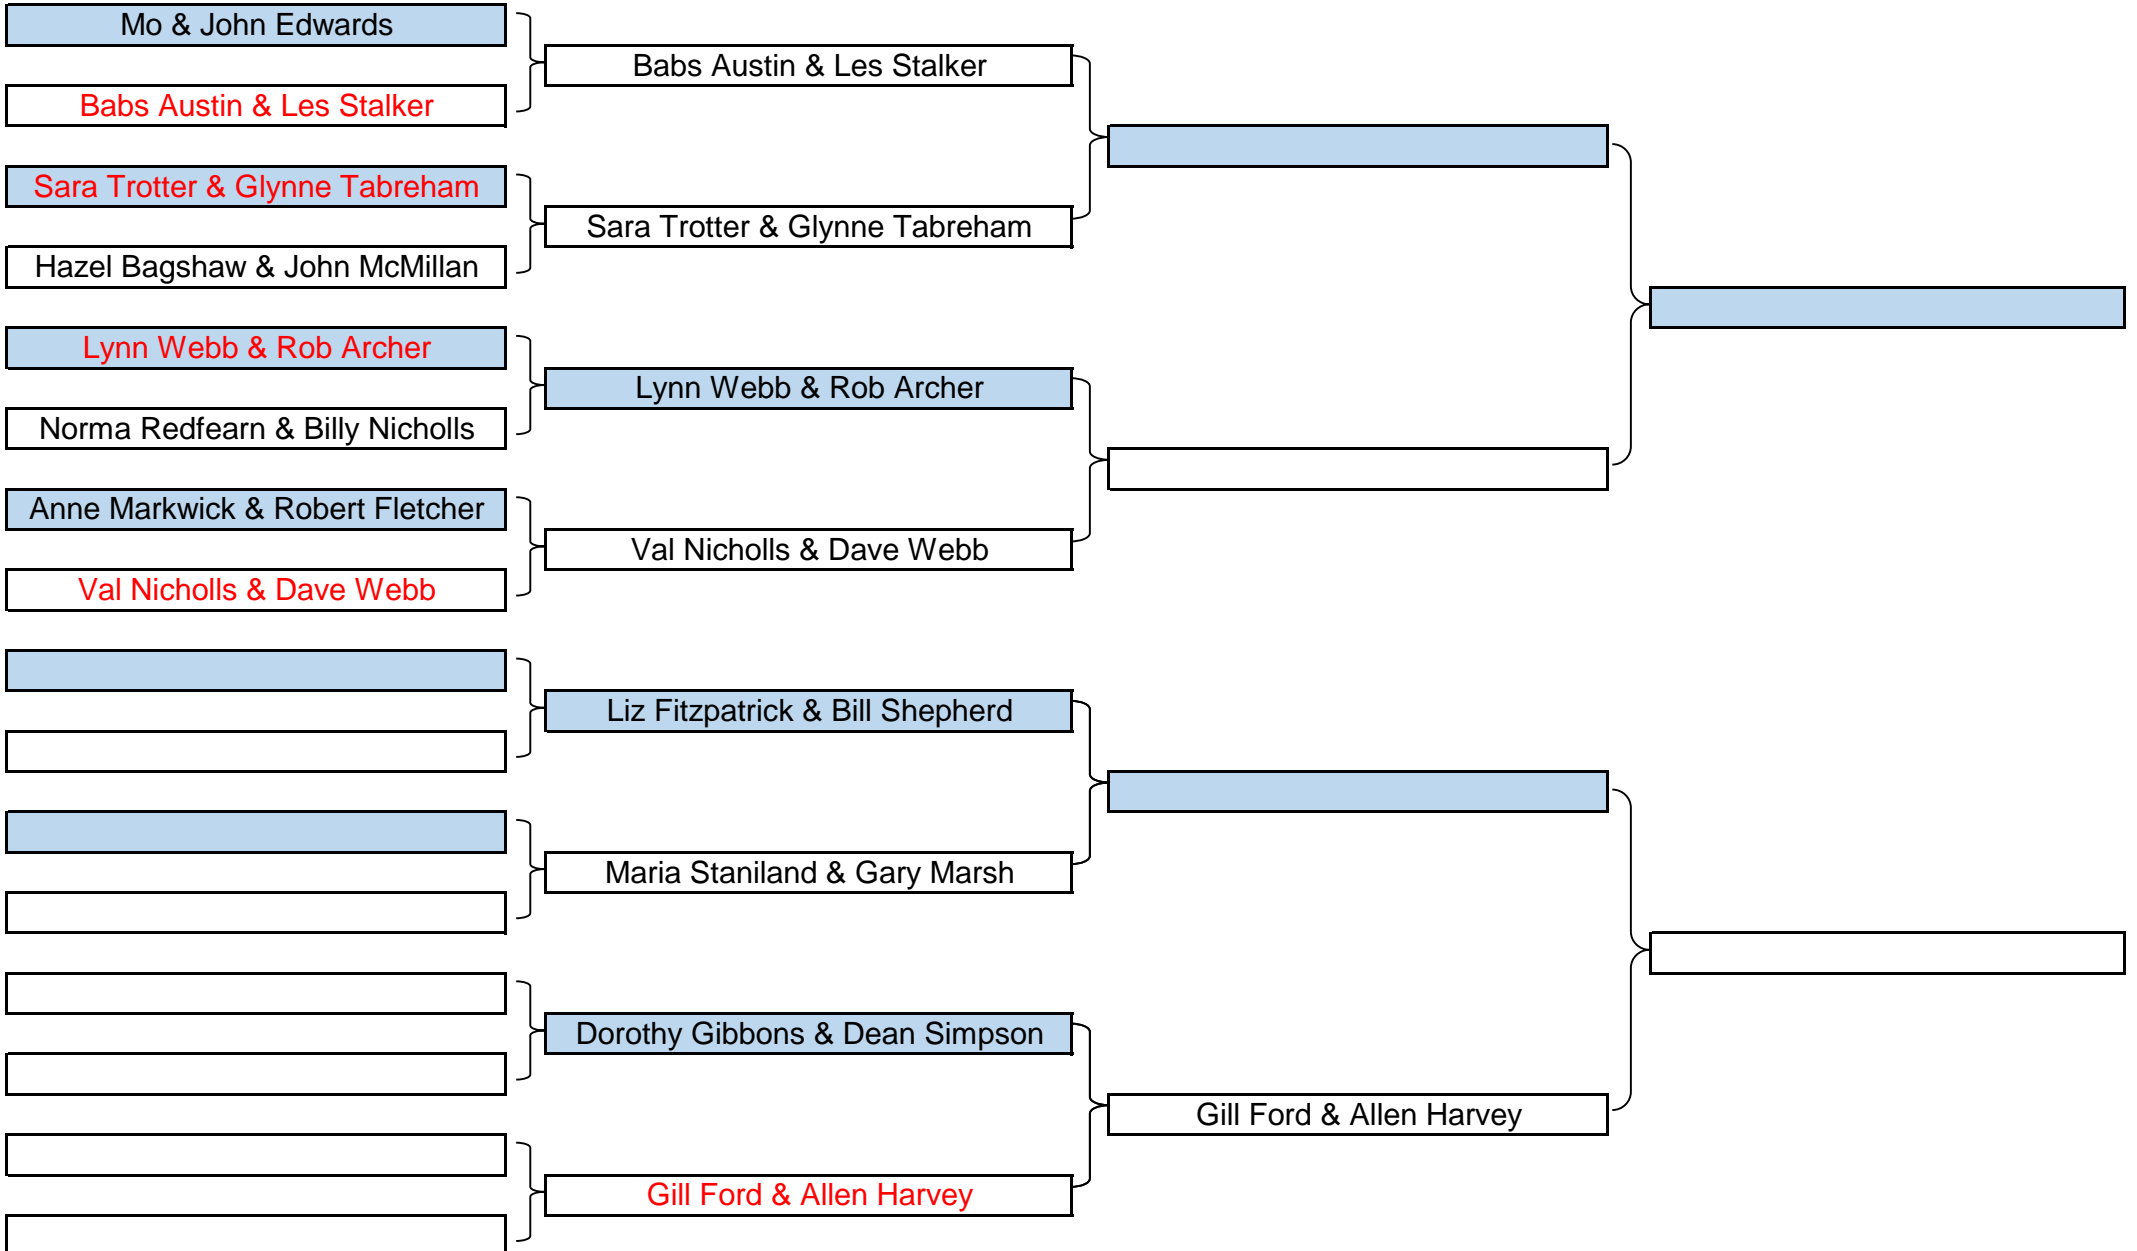 Mo & John Edwards
Babs Austin & Les Stalker
Babs Austin & Les Stalker
Sara Trotter & Glynne Tabreham
Sara Trotter & Glynne Tabreham
Hazel Bagshaw & John McMillan
Lynn Webb & Rob Archer
Lynn Webb & Rob Archer
Norma Redfearn & Billy Nicholls
Anne Markwick & Robert Fletcher
Val Nicholls & Dave Webb
Val Nicholls & Dave Webb
Liz Fitzpatrick & Bill Shepherd
Maria Staniland & Gary Marsh
Dorothy Gibbons & Dean Simpson
Gill Ford & Allen Harvey
Gill Ford & Allen Harvey